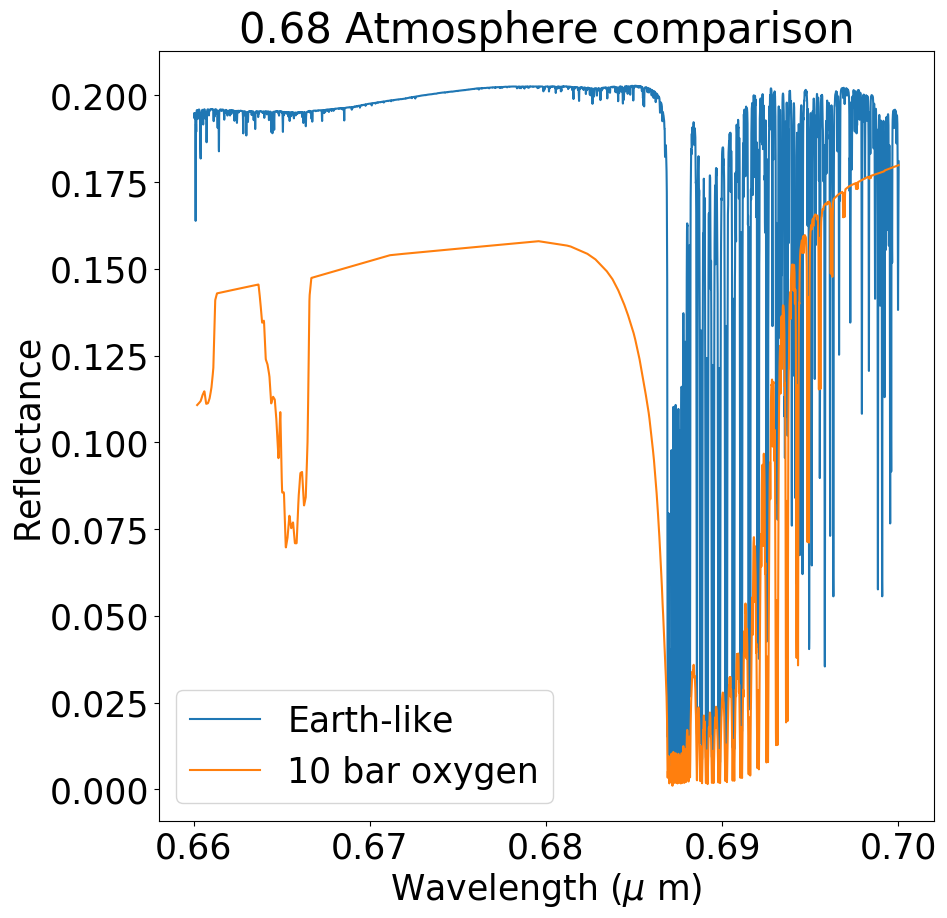 0.68 Atmosphere comparison
0.200
0.175
0.150
0.125
0.100
0.075
0.050
0.025
0.000
Reflectance
Earth-like
10 bar oxygen
0.66 0.67 0.68 0.69 0.70
Wavelength (μ m)